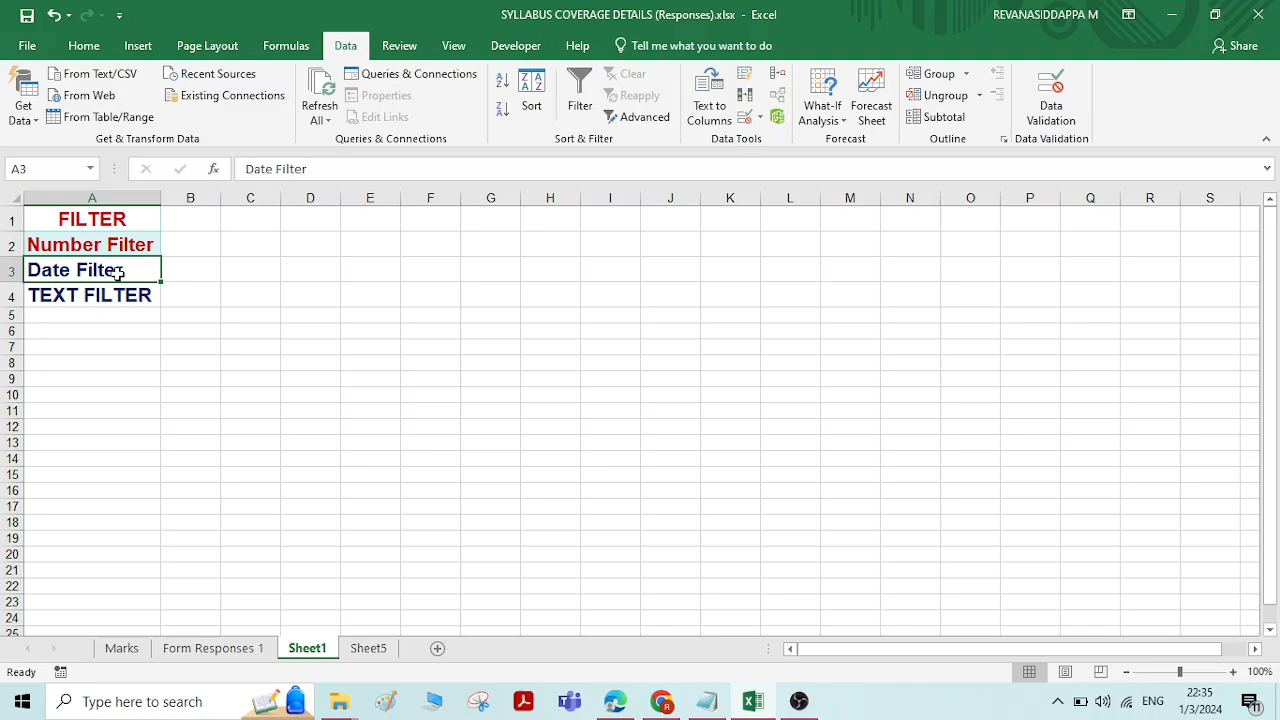 SYLLABUS COVERAGE DETAILS (Responses).xlsx - Excel
REVANASIDDAPPA M
File Home Insert Page Layout Formulas Data Review View Developer Help Tell me what you want to do Share
Get Data
From Text/CSV
From Web
From Table/Range
Recent Sources
Existing Connections
Get & Transform Data
Refresh All
Queries & Connections
Properties
Edit Links
Queries & Connections
Sort
Filter
Clear
Reapply
Advanced
Sort & Filter
Text to Columns
Data Tools
What-If Analysis
Forecast Sheet
Forecast
Group
Ungroup
Subtotal
Outline
Data Validation
Data Validation
A3 fx Date Filter
A B C D E F G H I J K L M N O P Q R S
1 FILTER
2 Number Filter
3 Date Filter
4 TEXT FILTER
5
6
7
8
9
10
11
12
13
14
15
16
17
18
19
20
21
22
23
24
25
Marks Form Responses 1 Sheet1 Sheet5
Ready 100%
Type here to search
ENG
22:35
1/3/2024
11